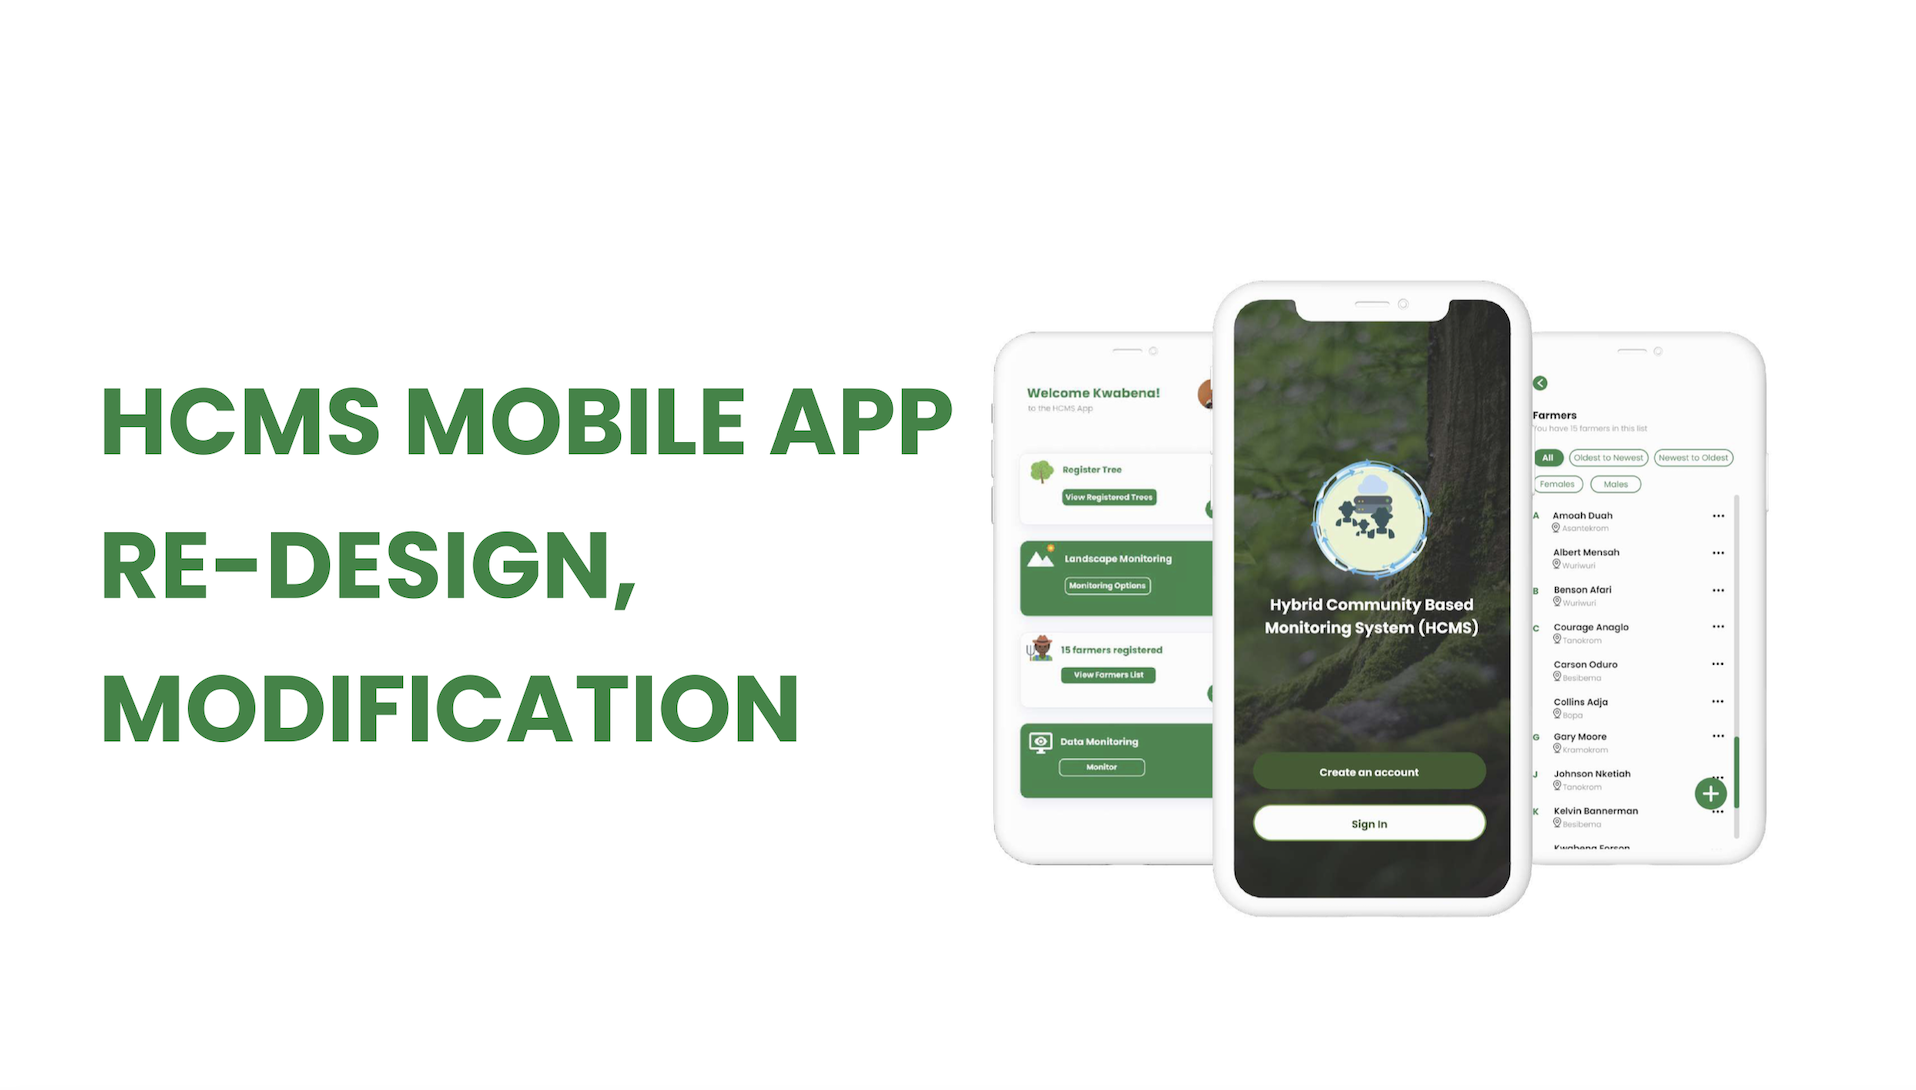 HCMS MOBILE APP
RE-DESIGN,
MODIFICATION
Welcome Kwabena!
to the HCMS App
Register Tree
View Registered Trees
Landscape Monitoring
Monitoring Options
15 farmers registered
View Farmers List
Data Monitoring
Monitor
Hybrid Community Based
Monitoring System (HCMS)
Create an account
Sign In
Farmers
You have 15 farmers in this list
All Oldest to Newest Newest to Oldest
Females Males
A Amoah Duah
Asantekrom
Albert Mensah
Wuriwuri
B Benson Afari
Wuriwuri
C Courage Anaglo
Tanokrom
Carson Oduro
Besibema
Collins Adja
Bopa
G Gary Moore
Kramokrom
J Johnson Nketiah
Tanokrom
K Kelvin Bannerman
Besibema
Kwabena Forson